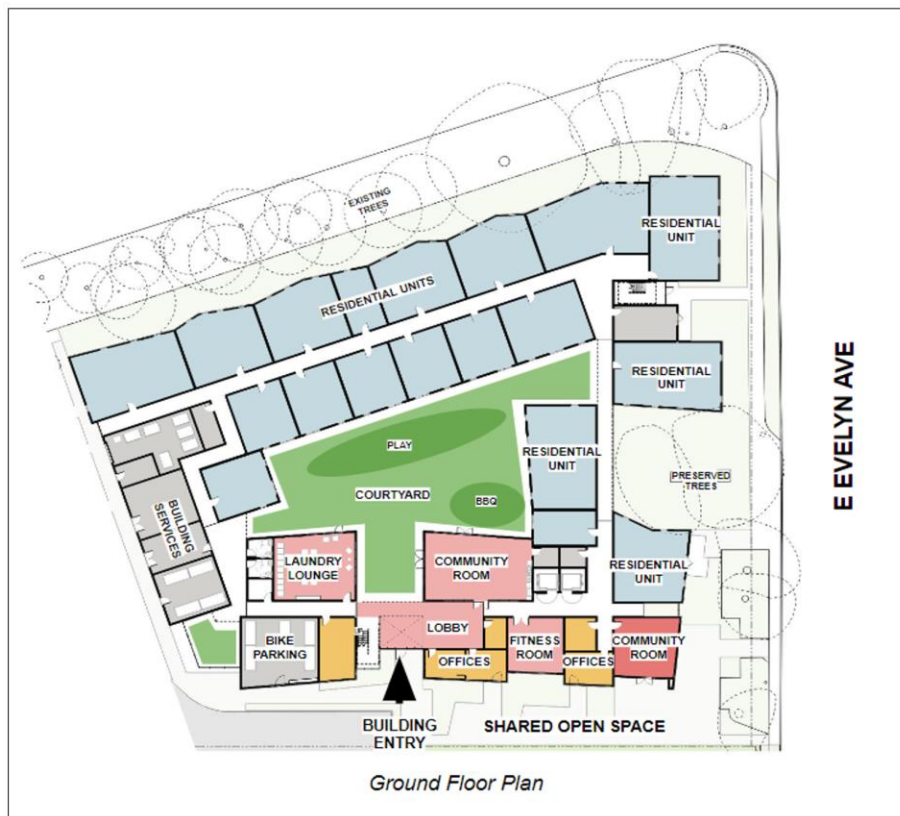 EXISTING
TREES
RESIDENTIAL
UNIT
RESIDENTIAL UNITS
RESIDENTIAL
UNIT
E EVELYN AVE
PLAY
RESIDENTIAL
UNIT
PRESERVED
TREES
COURTYARD
BBQ
BUILDING
SERVICES
LAUNDRY
LOUNGE
COMMUNITY
ROOM
RESIDENTIAL
UNIT
LOBBY
BIKE
PARKING
FITNESS
ROOM
COMMUNITY
ROOM
OFFICES
OFFICES
BUILDING
ENTRY
SHARED OPEN SPACE
Ground Floor Plan